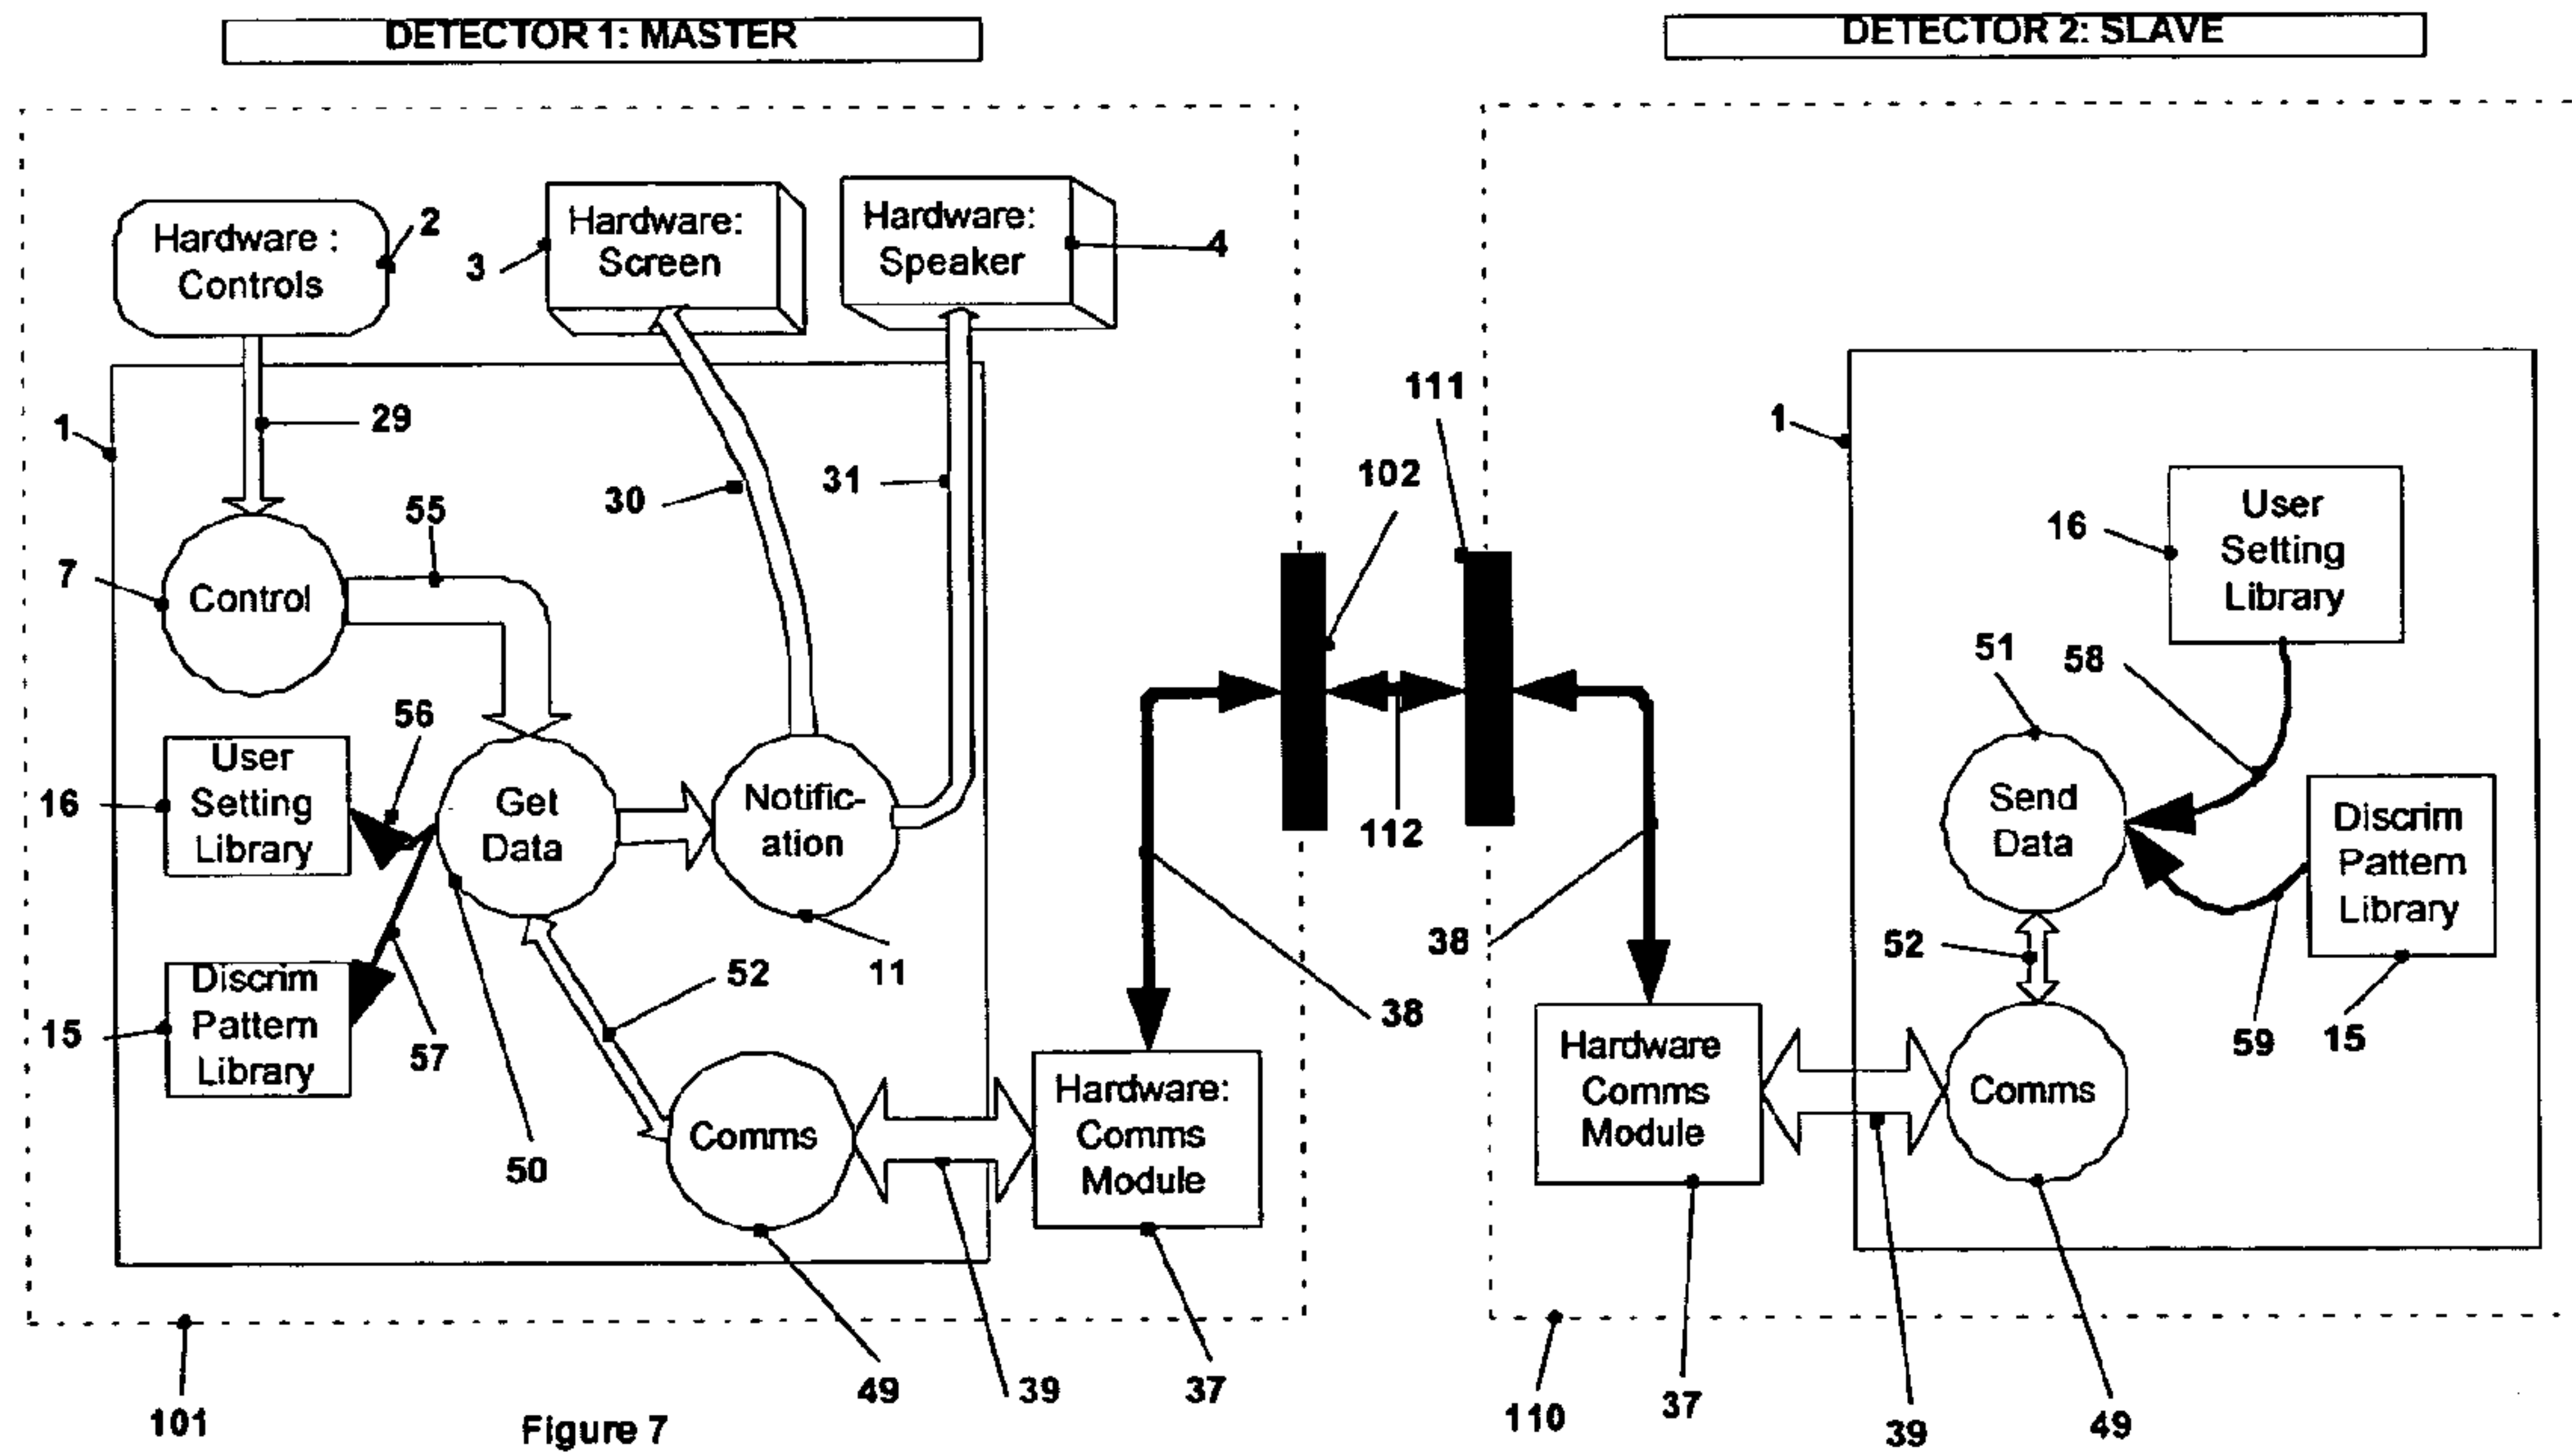 DETECTOR 1: MASTER
DETECTOR 2: SLAVE
Hardware :
Controls
2
3
Hardware:
Screen
Hardware:
Speaker
4
1
29
30
31
55
7
Control
56
16
User
Setting
Library
Get
Data
Notific-
ation
15
Discrim
Pattern
Library
57
50
52
11
Comms
Hardware:
Comms
Module
38
49
39
37
101
102
111
112
1
16
User
Setting
Library
51
58
Send
Data
Discrim
Pattern
Library
52
59
15
38
Hardware
Comms
Module
Comms
110
37
39
49
Figure 7